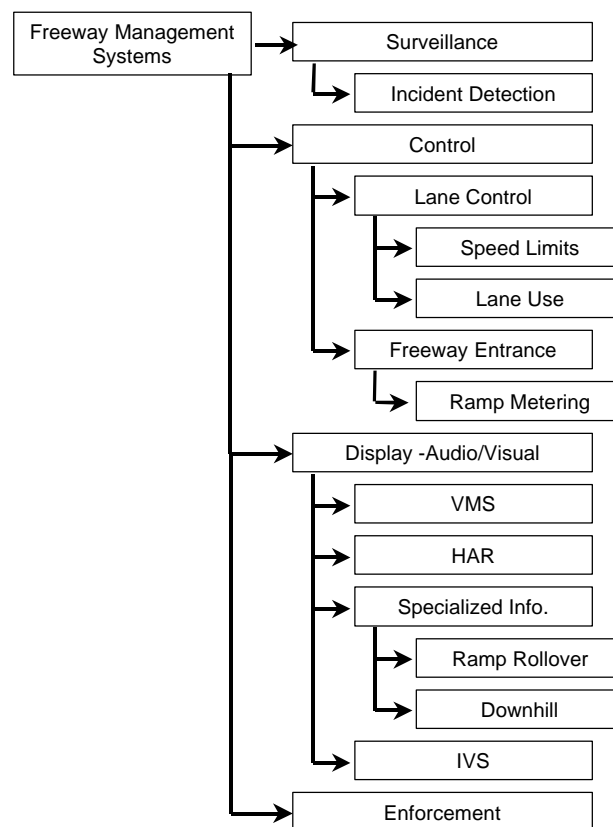 Freeway Management
Systems
Surveillance
Incident Detection
Control
Lane Control
Speed Limits
Lane Use
Freeway Entrance
Ramp Metering
Display -Audio/Visual
VMS
HAR
Specialized Info.
Ramp Rollover
Downhill
IVS
Enforcement